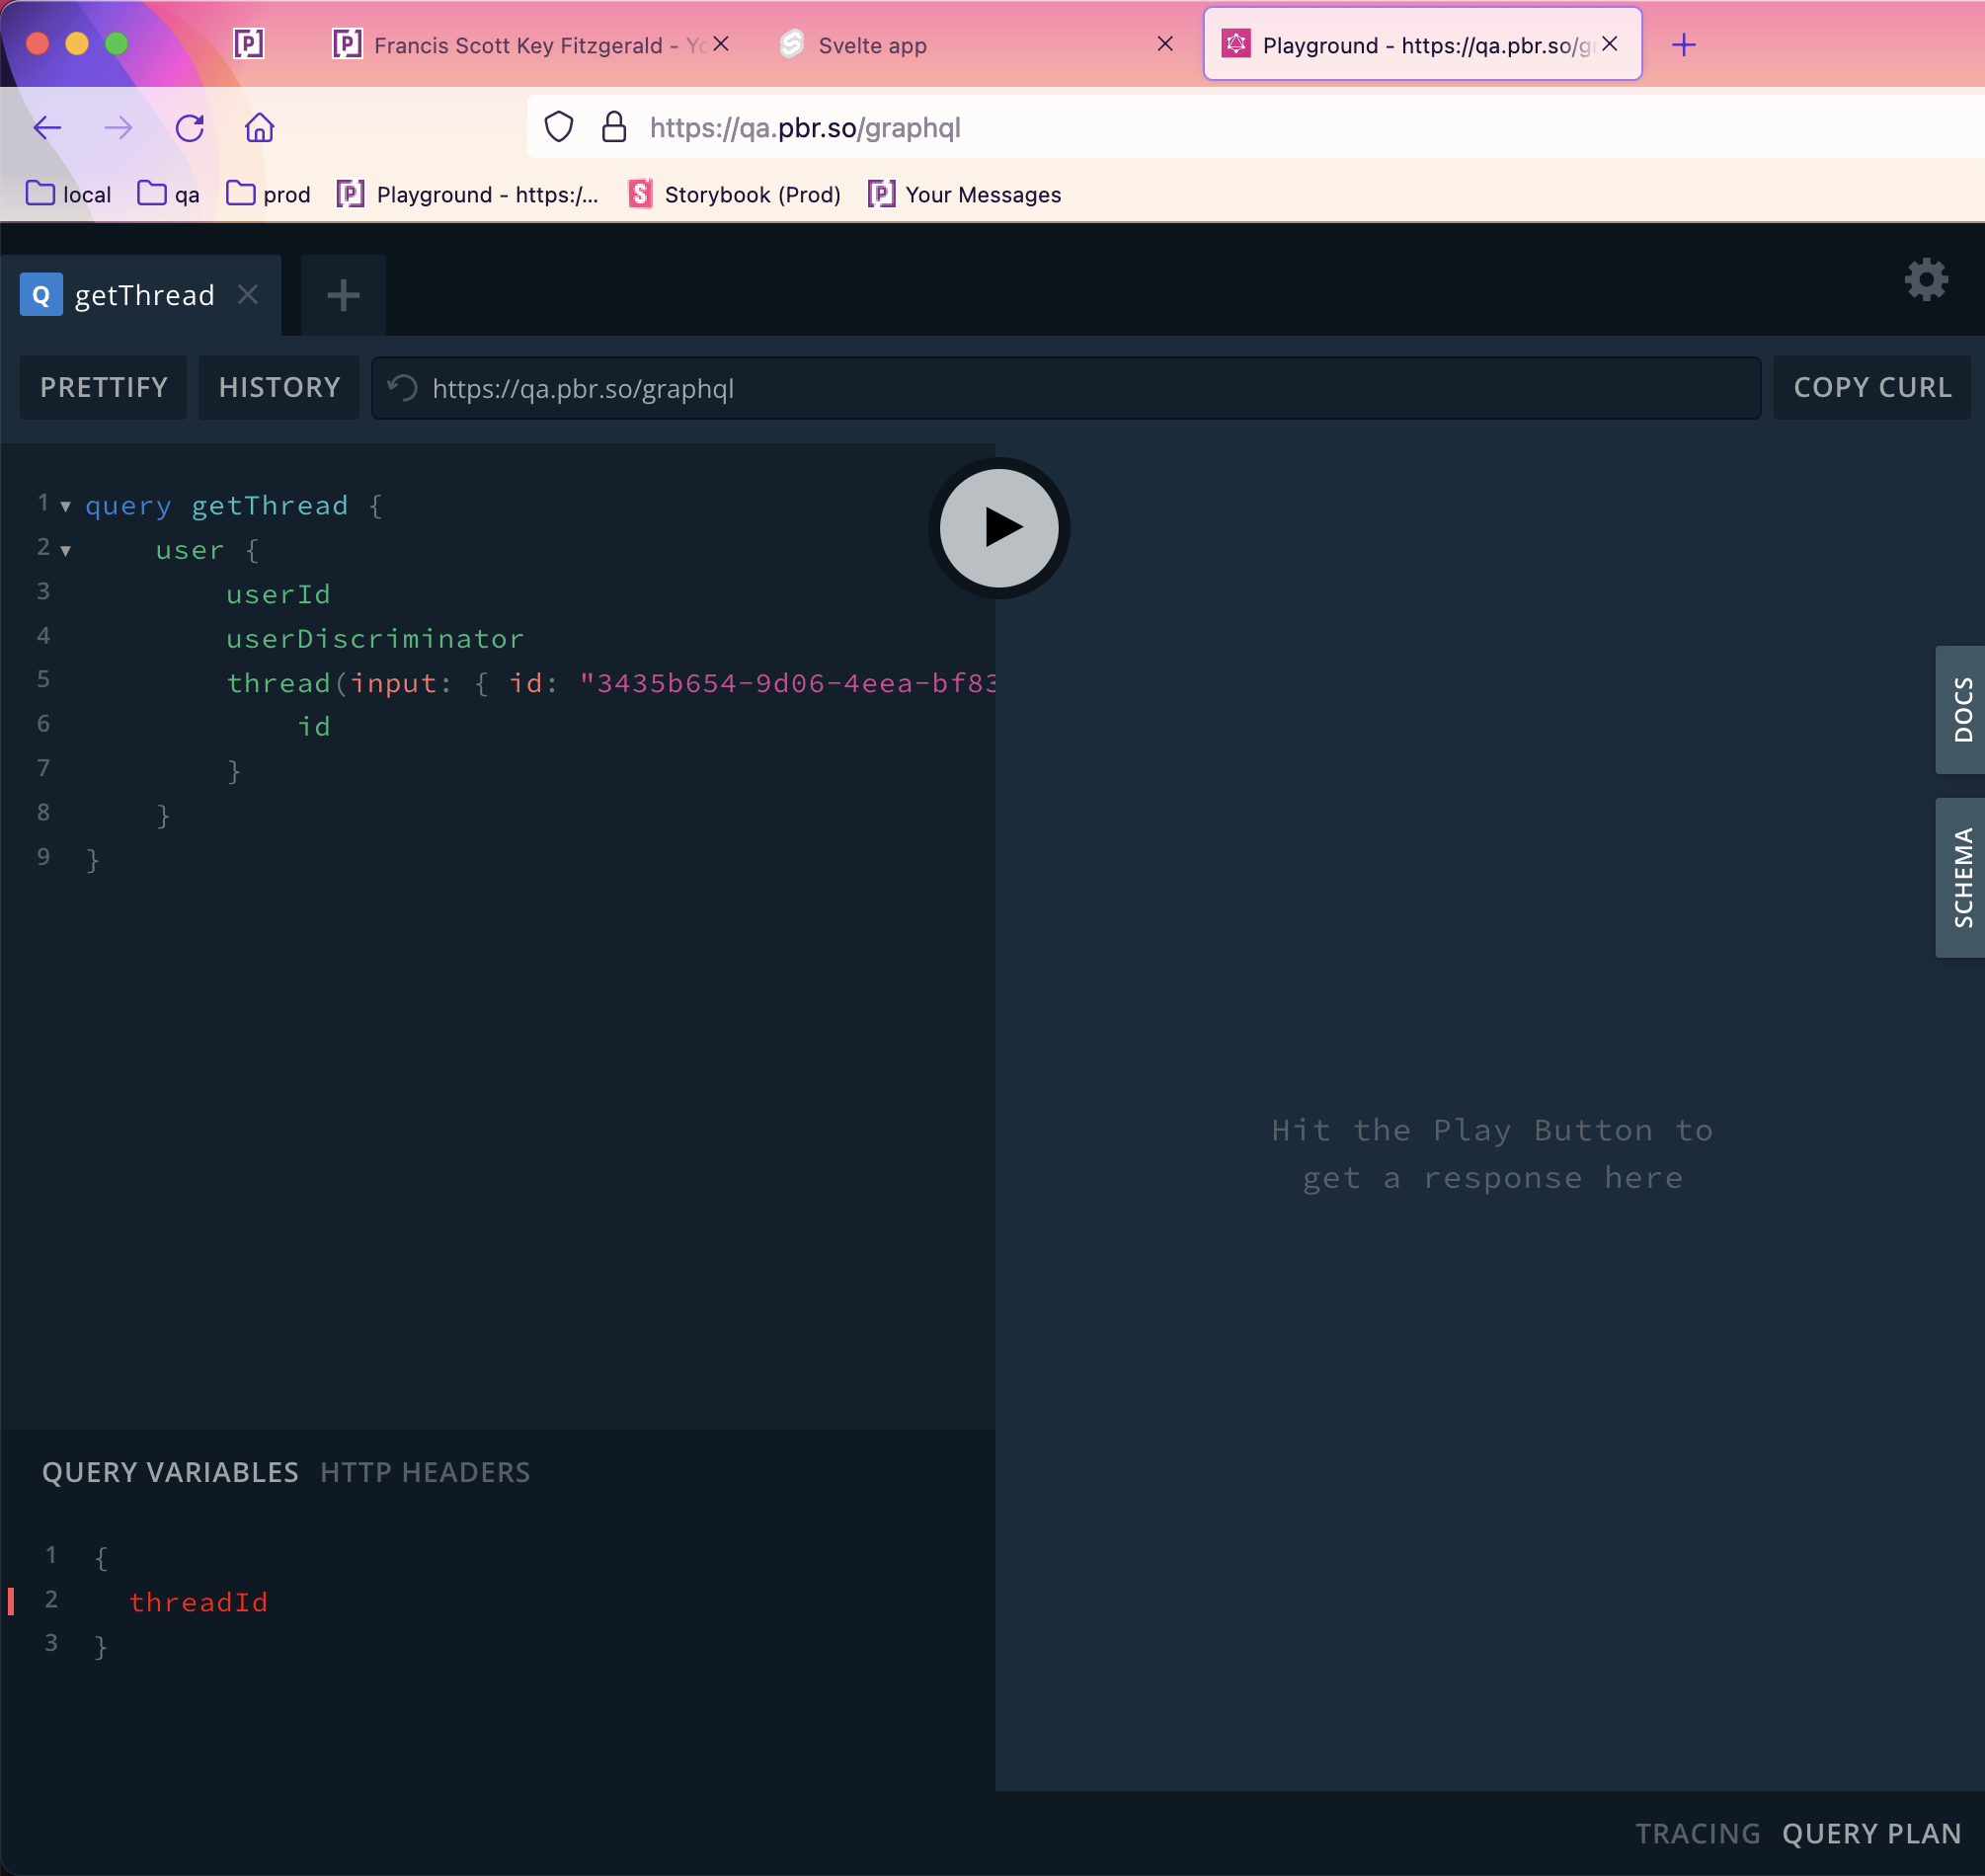 Francis Scott Key Fitzgerald - Yo
Svelte app
Playground - https://qa.pbr.so/g
https://qa.pbr.so/graphql
local
qa
prod
Playground - https:/...
Storybook (Prod)
Your Messages
Q getThread
PRETTIFY
HISTORY
https://qa.pbr.so/graphql
COPY CURL
1 query getThread {
2 user {
3 userId
4 userDiscriminator
5 thread(input: { id: "3435b654-9d06-4eea-bf83
6 id
7 }
8 }
9 }
DOCS
SCHEMA
Hit the Play Button to
get a response here
QUERY VARIABLES
HTTP HEADERS
1 {
2 threadId
3 }
TRACING
QUERY PLAN